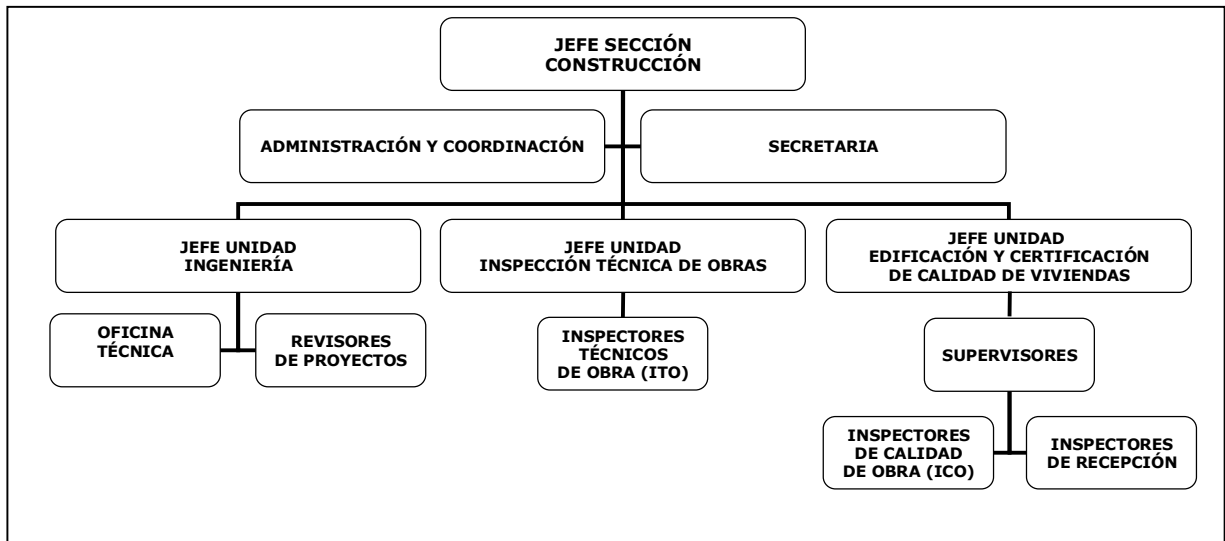 JEFE SECCIÓN
CONSTRUCCIÓN
ADMINISTRACIÓN Y COORDINACIÓN
SECRETARIA
JEFE UNIDAD
INGENIERÍA
JEFE UNIDAD
INSPECCIÓN TÉCNICA DE OBRAS
JEFE UNIDAD
EDIFICACIÓN Y CERTIFICACIÓN
DE CALIDAD DE VIVIENDAS
OFICINA
TÉCNICA
REVISORES
DE PROYECTOS
INSPECTORES
TÉCNICOS
DE OBRA (ITO)
SUPERVISORES
INSPECTORES
DE CALIDAD
DE OBRA (ICO)
INSPECTORES
DE RECEPCIÓN